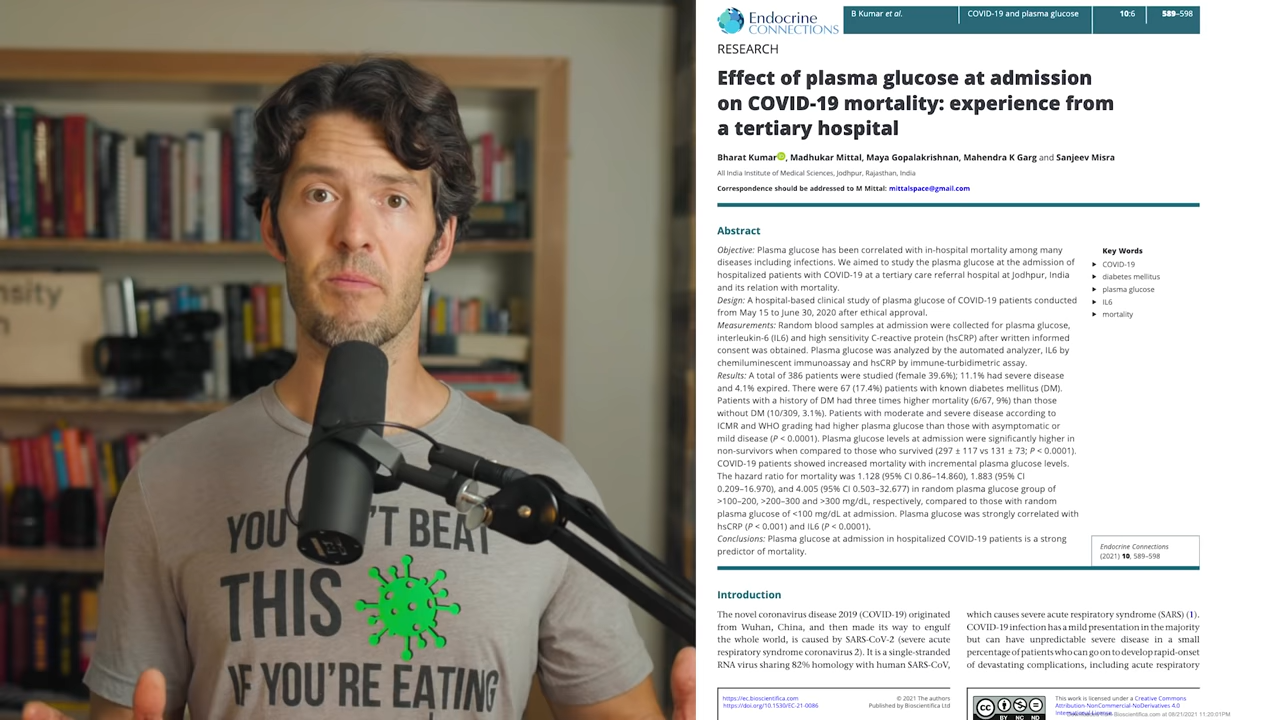 nsity
n
YOU 'T BEAT
THIS
IF YOU'RE EATING
Endocrine
CONNECTIONS
B Kumar et al.
COVID-19 and plasma glucose
10:6
589–598
RESEARCH
Effect of plasma glucose at admission
on COVID-19 mortality: experience from
a tertiary hospital
Bharat Kumar, Madhukar Mittal, Maya Gopalakrishnan, Mahendra K Garg and Sanjeev Misra
All India Institute of Medical Sciences, Jodhpur, Rajasthan, India
Correspondence should be addressed to M Mittal: mittalspace@gmail.com
Abstract
Objective: Plasma glucose has been correlated with in-hospital mortality among many
diseases including infections. We aimed to study the plasma glucose at the admission of
hospitalized patients with COVID-19 at a tertiary care referral hospital at Jodhpur, India
and its relation with mortality.
Design: A hospital-based clinical study of plasma glucose of COVID-19 patients conducted
from May 15 to June 30, 2020 after ethical approval.
Measurements: Random blood samples at admission were collected for plasma glucose,
interleukin-6 (IL6) and high sensitivity C-reactive protein (hsCRP) after written informed
consent was obtained. Plasma glucose was analyzed by the automated analyzer, IL6 by
chemiluminescent immunoassay and hsCRP by immune-turbidimetric assay.
Results: A total of 386 patients were studied (female 39.6%); 11.1% had severe disease
and 4.1% expired. There were 67 (17.4%) patients with known diabetes mellitus (DM).
Patients with a history of DM had three times higher mortality (6/67, 9%) than those
without DM (10/309, 3.1%). Patients with moderate and severe disease according to
ICMR and WHO grading had higher plasma glucose than those with asymptomatic or
mild disease (P < 0.0001). Plasma glucose levels at admission were significantly higher in
non-survivors when compared to those who survived (297 ± 117 vs 131 ± 73; P < 0.0001).
COVID-19 patients showed increased mortality with incremental plasma glucose levels.
The hazard ratio for mortality was 1.128 (95% CI 0.86–14.860), 1.883 (95% CI
0.209–16.970), and 4.005 (95% CI 0.503–32.677) in random plasma glucose group of
>100–200, >200–300 and >300 mg/dL, respectively, compared to those with random
plasma glucose of <100 mg/dL at admission. Plasma glucose was strongly correlated with
hsCRP (P < 0.001) and IL6 (P < 0.0001).
Conclusions: Plasma glucose at admission in hospitalized COVID-19 patients is a strong
predictor of mortality.
Key Words
COVID-19
diabetes mellitus
plasma glucose
IL6
mortality
Endocrine Connections
(2021) 10, 589–598
Introduction
The novel coronavirus disease 2019 (COVID-19) originated
from Wuhan, China, and then made its way to engulf
the whole world, is caused by SARS-CoV-2 (severe acute
respiratory syndrome coronavirus 2). It is a single-stranded
RNA virus sharing 82% homology with human SARS-CoV,
which causes severe acute respiratory syndrome (SARS) (1).
COVID-19 infection has a mild presentation in the majority
but can have unpredictable severe disease in a small
percentage of patients who can go on to develop rapid-onset
of devastating complications, including acute respiratory
https://ec.bioscientifica.com
https://doi.org/10.1530/EC-21-0086
© 2021 The authors
Published by Bioscientifica Ltd
CC BY NC ND
This work is licensed under a Creative Commons
Attribution-NonCommercial-NoDerivatives 4.0
International License.
Downloaded from Bioscientifica.com at 08/21/2021 11:20:01PM